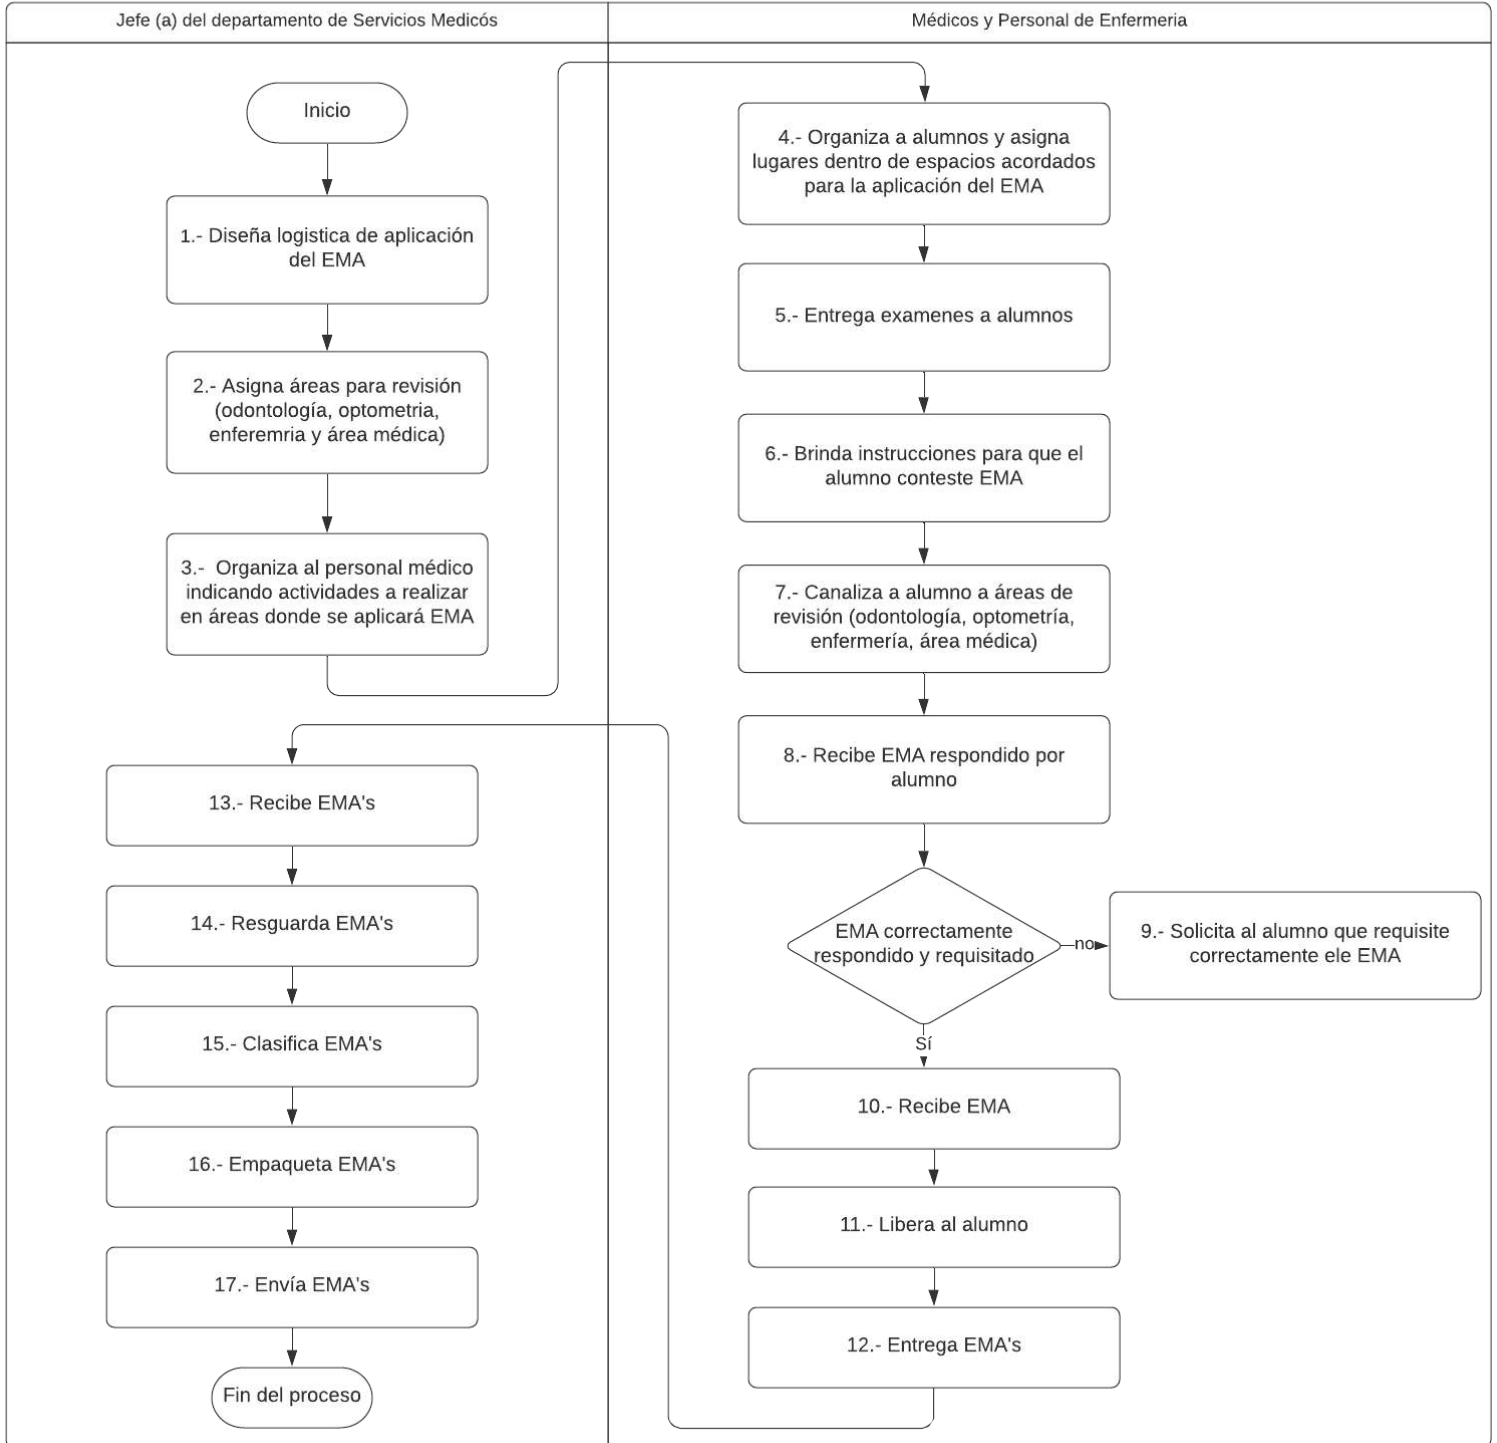 Jefe (a) del departamento de Servicios Medicós
Médicos y Personal de Enfermeria
Inicio
1.- Diseña logistica de aplicación
del EMA
2.- Asigna áreas para revisión
(odontología, optometria,
enferemria y área médica)
3.- Organiza al personal médico
indicando actividades a realizar
en áreas donde se aplicará EMA
4.- Organiza a alumnos y asigna
lugares dentro de espacios acordados
para la aplicación del EMA
5.- Entrega examenes a alumnos
6.- Brinda instrucciones para que el
alumno conteste EMA
7.- Canaliza a alumno a áreas de
revisión (odontología, optometría,
enfermería, área médica)
8.- Recibe EMA respondido por
alumno
EMA correctamente
respondido y requisitado
no
9.- Solicita al alumno que requisite
correctamente ele EMA
Sí
10.- Recibe EMA
11.- Libera al alumno
12.- Entrega EMA's
13.- Recibe EMA's
14.- Resguarda EMA's
15.- Clasifica EMA's
16.- Empaqueta EMA's
17.- Envía EMA's
Fin del proceso